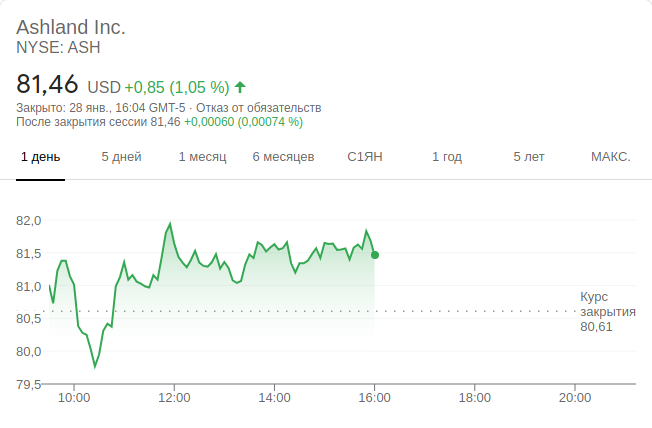 Ashland Inc.
NYSE: ASH
81,46 USD +0,85 (1,05 %)
Закрыто: 28 янв., 16:04 GMT-5 · Отказ от обязательств
После закрытия сессии 81,46 +0,00060 (0,00074 %)
1 день 5 дней 1 месяц 6 месяцев С1ЯН 1 год 5 лет МАКС.
82,0
81,5
81,0
80,5
80,0
79,5
Курс
закрытия
80,61
10:00 12:00 14:00 16:00 18:00 20:00